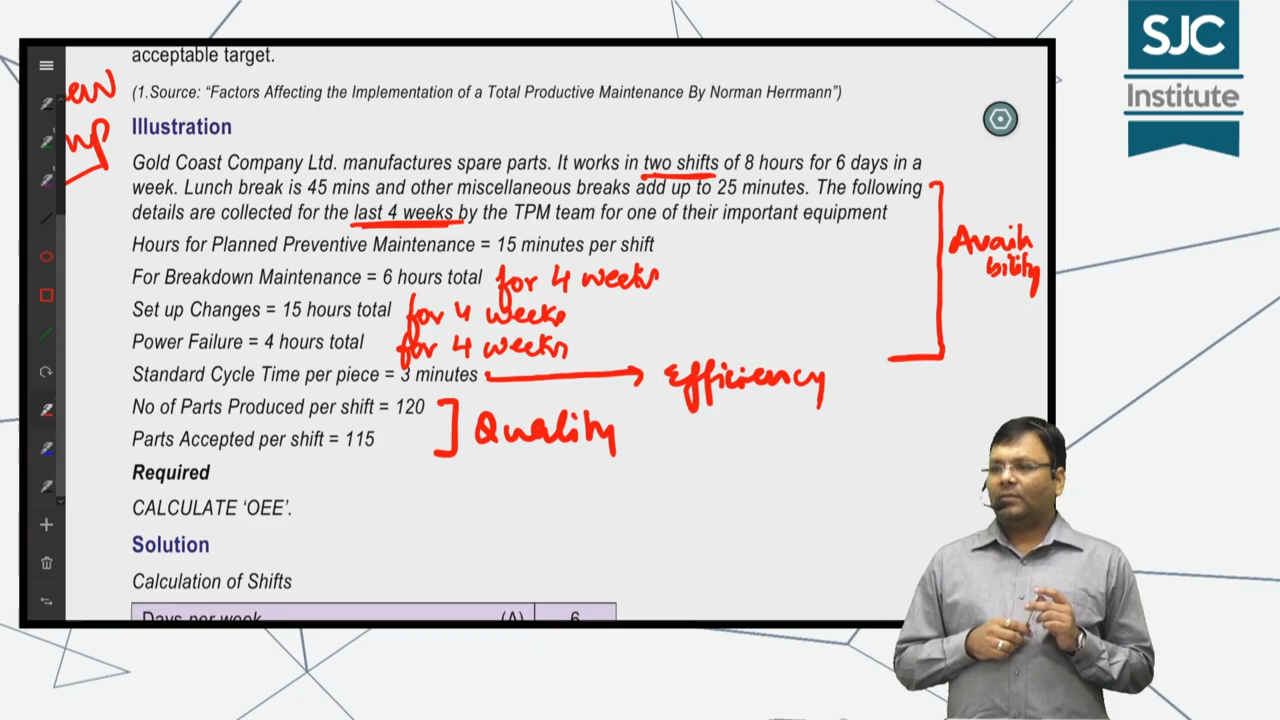 acceptable target.
(1.Source: “Factors Affecting the Implementation of a Total Productive Maintenance By Norman Herrmann”)
Illustration
Gold Coast Company Ltd. manufactures spare parts. It works in two shifts of 8 hours for 6 days in a
week. Lunch break is 45 mins and other miscellaneous breaks add up to 25 minutes. The following
details are collected for the last 4 weeks by the TPM team for one of their important equipment
Availability
Hours for Planned Preventive Maintenance = 15 minutes per shift
For Breakdown Maintenance = 6 hours total for 4 weeks
Set up Changes = 15 hours total for 4 weeks
Power Failure = 4 hours total for 4 weeks
Standard Cycle Time per piece = 3 minutes Efficiency
No of Parts Produced per shift = 120
Quality
Parts Accepted per shift = 115
Required
CALCULATE ‘OEE’.
Solution
Calculation of Shifts
Days per week (A) 6
SJC
Institute